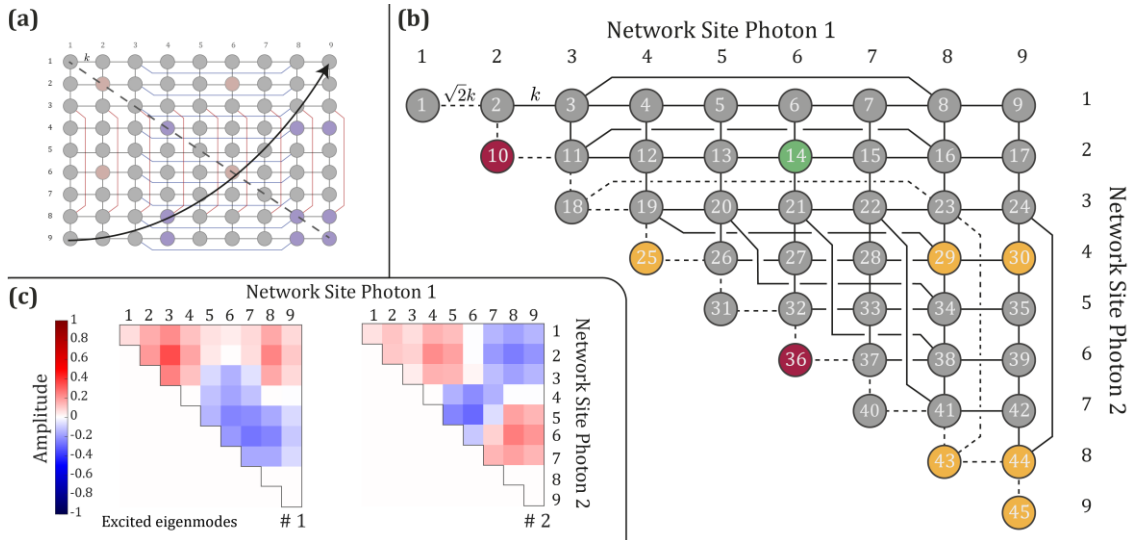 (a)
1 2 3 4 5 6 7 8 9
k
1
2
3
4
5
6
7
8
9
(b)
Network Site Photon 1
1 2 3 4 5 6 7 8 9
√2k k
1 2 3 4 5 6 7 8 9 1
10 11 12 13 14 15 16 17 2
18 19 20 21 22 23 24 3
25 26 27 28 29 30 4
31 32 33 34 35 5
36 37 38 39 6
40 41 42 7
43 44 8
45 9
Network Site Photon 2
(c)
Network Site Photon 1
1 2 3 4 5 6 7 8 9 1 2 3 4 5 6 7 8 9
Amplitude
1
0.8
0.6
0.4
0.2
0
-0.2
-0.4
-0.6
-0.8
-1
1
2
3
4
5
6
7
8
9
Network Site Photon 2
Excited eigenmodes # 1 # 2